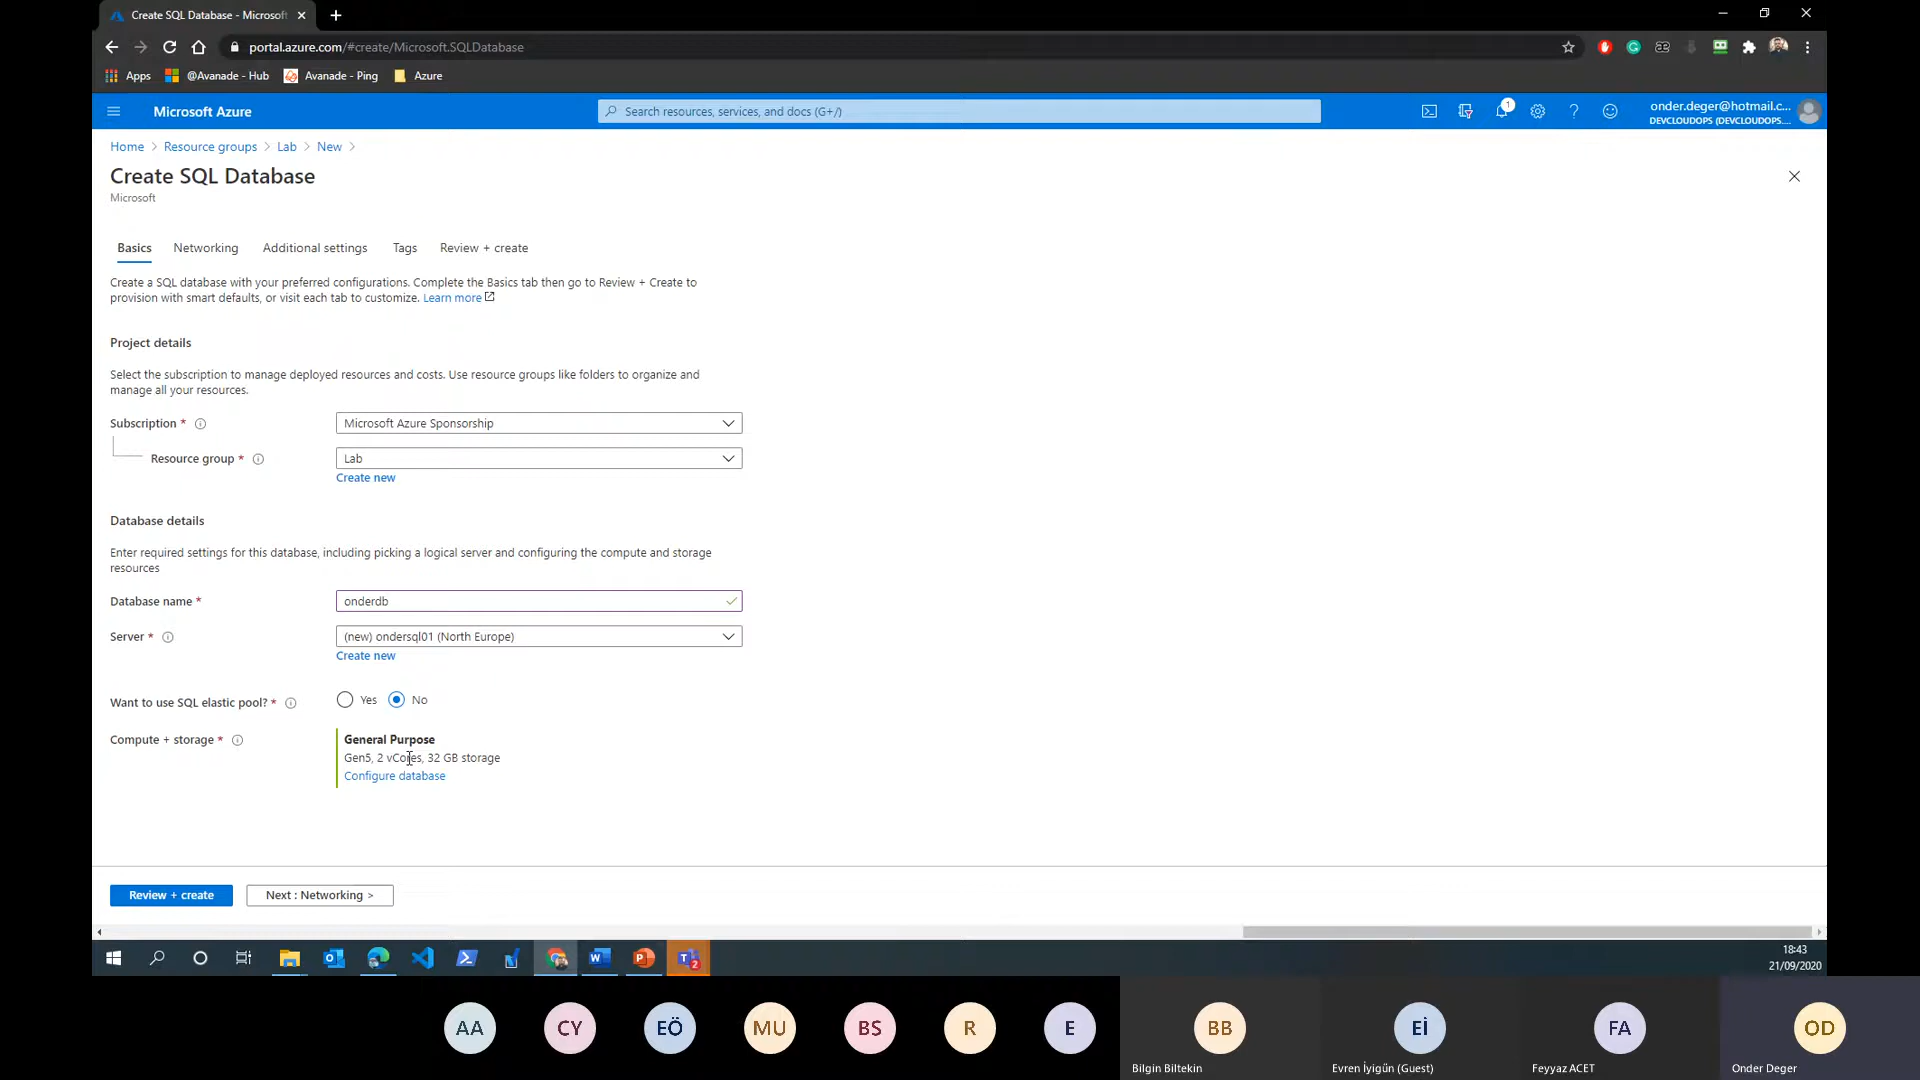 Create SQL Database - Microsoft
portal.azure.com/#create/Microsoft.SQLDatabase
Apps
@Avanade - Hub
Avanade - Ping
Azure
Microsoft Azure
Search resources, services, and docs (G+/)
1
onder.deger@hotmail.c...
DEVCLOUDOPS (DEVCLOUDOPS....
Home > Resource groups > Lab > New >
Create SQL Database
Microsoft
Basics
Networking
Additional settings
Tags
Review + create
Create a SQL database with your preferred configurations. Complete the Basics tab then go to Review + Create to
provision with smart defaults, or visit each tab to customize. Learn more
Project details
Select the subscription to manage deployed resources and costs. Use resource groups like folders to organize and
manage all your resources.
Subscription *
Microsoft Azure Sponsorship
Resource group *
Lab
Create new
Database details
Enter required settings for this database, including picking a logical server and configuring the compute and storage
resources
Database name *
onderdb
Server *
(new) ondersql01 (North Europe)
Create new
Want to use SQL elastic pool? *
Yes
No
Compute + storage *
General Purpose
Gen5, 2 vCores, 32 GB storage
Configure database
Review + create
Next : Networking >
18:43
21/09/2020
AA
CY
EÖ
MU
BS
R
E
BB
Eİ
FA
OD
Bilgin Biltekin
Evren İyigün (Guest)
Feyyaz ACET
Onder Deger